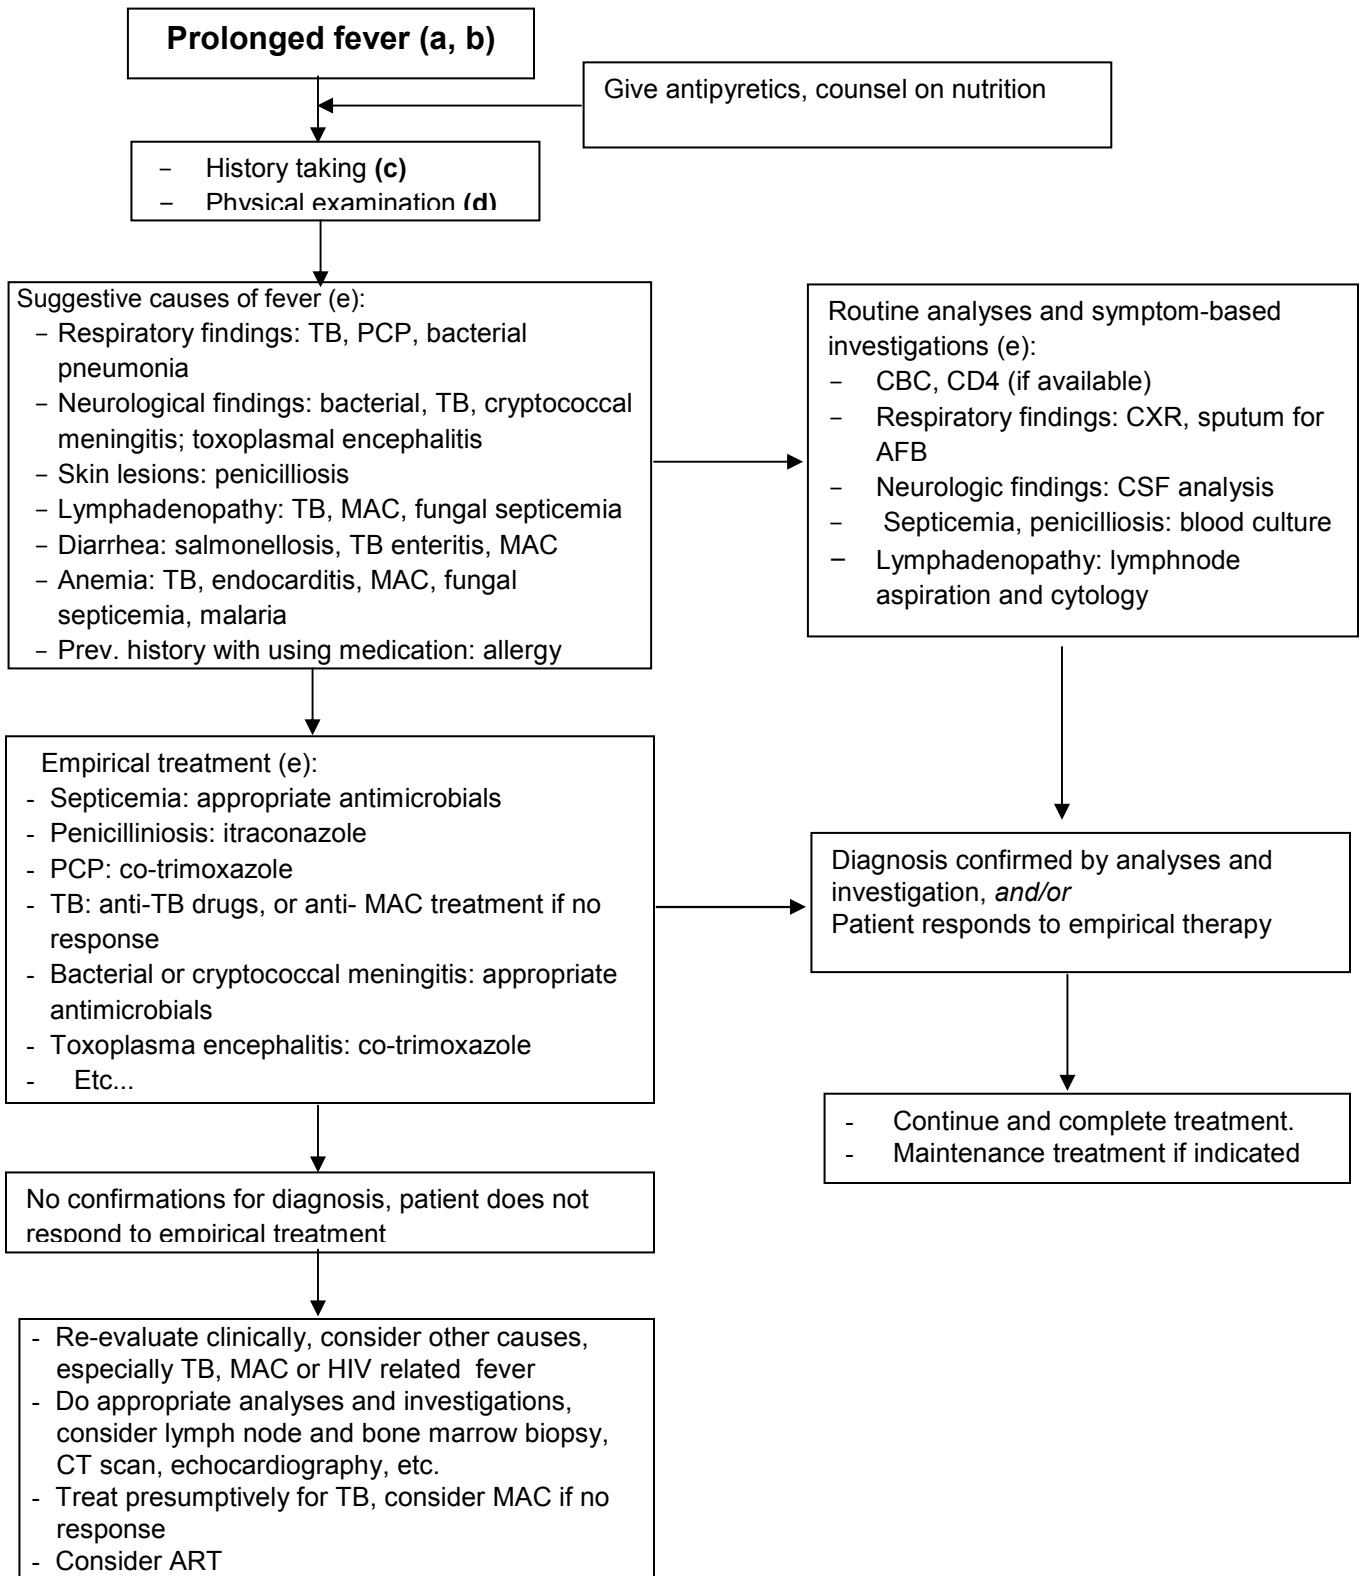 Prolonged fever (a, b)
Give antipyretics, counsel on nutrition
– History taking (c)
– Physical examination (d)
Suggestive causes of fever (e):
– Respiratory findings: TB, PCP, bacterial
pneumonia
– Neurological findings: bacterial, TB, cryptococcal
meningitis; toxoplasmal encephalitis
– Skin lesions: penicilliosis
– Lymphadenopathy: TB, MAC, fungal septicemia
– Diarrhea: salmonellosis, TB enteritis, MAC
– Anemia: TB, endocarditis, MAC, fungal
septicemia, malaria
– Prev. history with using medication: allergy
Routine analyses and symptom-based
investigations (e):
– CBC, CD4 (if available)
– Respiratory findings: CXR, sputum for
AFB
– Neurologic findings: CSF analysis
– Septicemia, penicilliosis: blood culture
– Lymphadenopathy: lymphnode
aspiration and cytology
Empirical treatment (e):
- Septicemia: appropriate antimicrobials
- Penicilliniosis: itraconazole
- PCP: co-trimoxazole
- TB: anti-TB drugs, or anti- MAC treatment if no
response
- Bacterial or cryptococcal meningitis: appropriate
antimicrobials
- Toxoplasma encephalitis: co-trimoxazole
- Etc...
Diagnosis confirmed by analyses and
investigation, and/or
Patient responds to empirical therapy
- Continue and complete treatment.
- Maintenance treatment if indicated
No confirmations for diagnosis, patient does not
respond to empirical treatment
- Re-evaluate clinically, consider other causes,
especially TB, MAC or HIV related fever
- Do appropriate analyses and investigations,
consider lymph node and bone marrow biopsy,
CT scan, echocardiography, etc.
- Treat presumptively for TB, consider MAC if no
response
- Consider ART